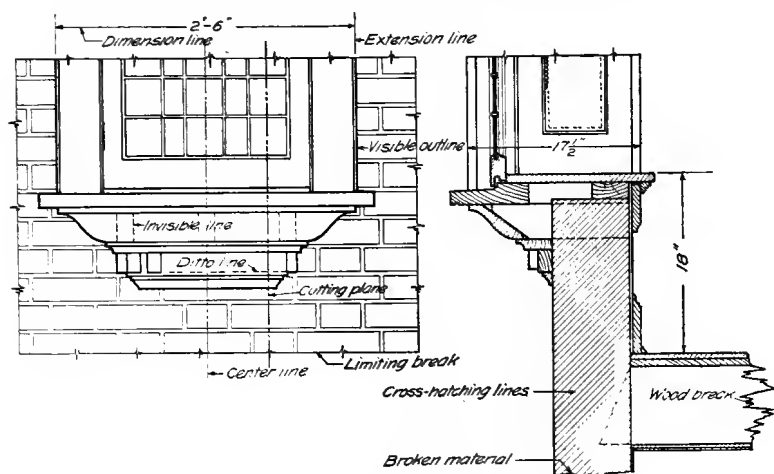 2'-6"
Dimension line
Extension line
Visible outline
17½"
Invisible line
Ditto line
18"
Cutting plane
Limiting break
Center line
Cross-hatching lines
Wood break
Broken material